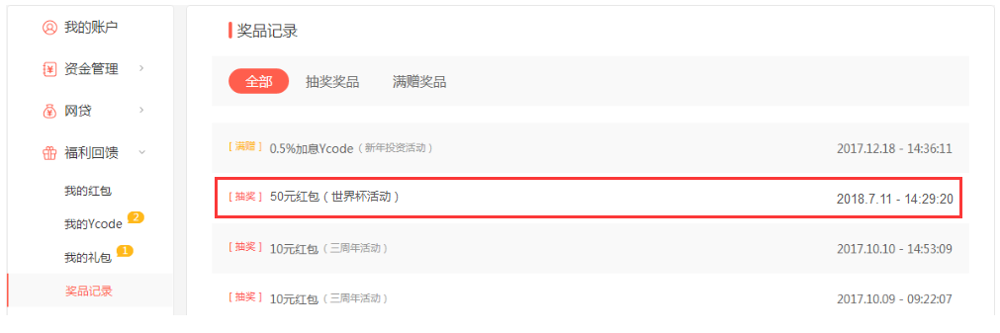 我的账户
资金管理
网贷
福利回馈
我的红包
我的Ycode 2
我的礼包 1
奖品记录
奖品记录
全部 抽奖奖品 满赠奖品
[ 满赠 ] 0.5%加息Ycode（新年投资活动） 2017.12.18 - 14:36:11
[ 抽奖 ] 50元红包（世界杯活动） 2018.7.11 - 14:29:20
[ 抽奖 ] 10元红包（三周年活动） 2017.10.10 - 14:53:09
[ 抽奖 ] 10元红包（三周年活动） 2017.10.09 - 09:22:07